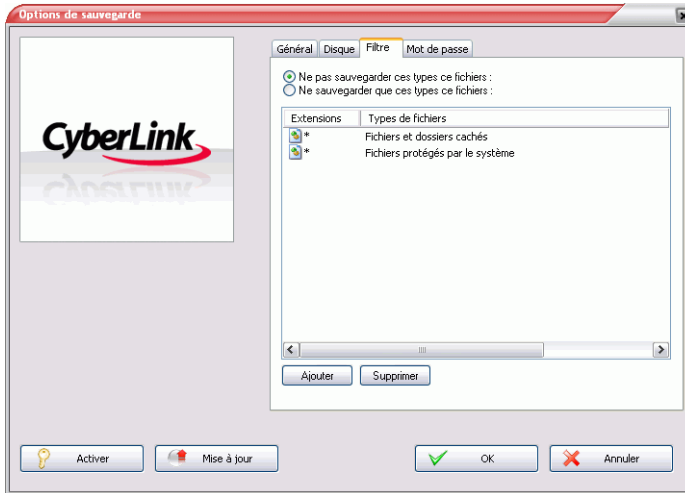 Options de sauvegarde
CyberLink
Général Disque Filtre Mot de passe
Ne pas sauvegarder ces types ce fichiers :
Ne sauvegarder que ces types ce fichiers :
Extensions Types de fichiers
* Fichiers et dossiers cachés
* Fichiers protégés par le système
Ajouter Supprimer
Activer Mise à jour OK Annuler